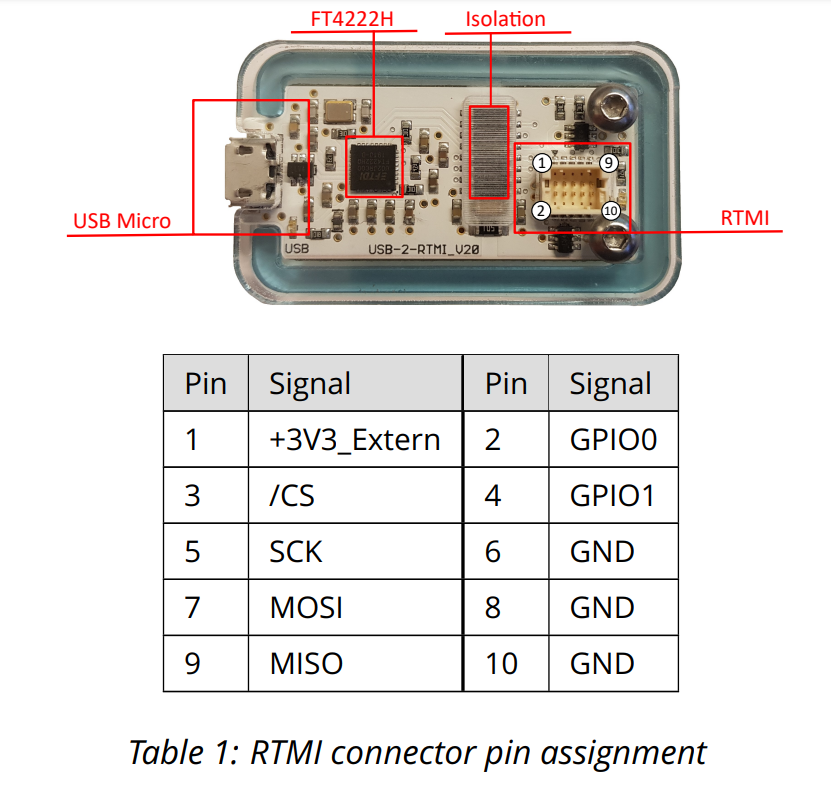 FT4222H
Isolation
1
9
2
10
USB Micro
RTMI
USB
USB-2-RTMI_V20
Pin Signal Pin Signal
1 +3V3_Extern 2 GPIO0
3 /CS 4 GPIO1
5 SCK 6 GND
7 MOSI 8 GND
9 MISO 10 GND
Table 1: RTMI connector pin assignment